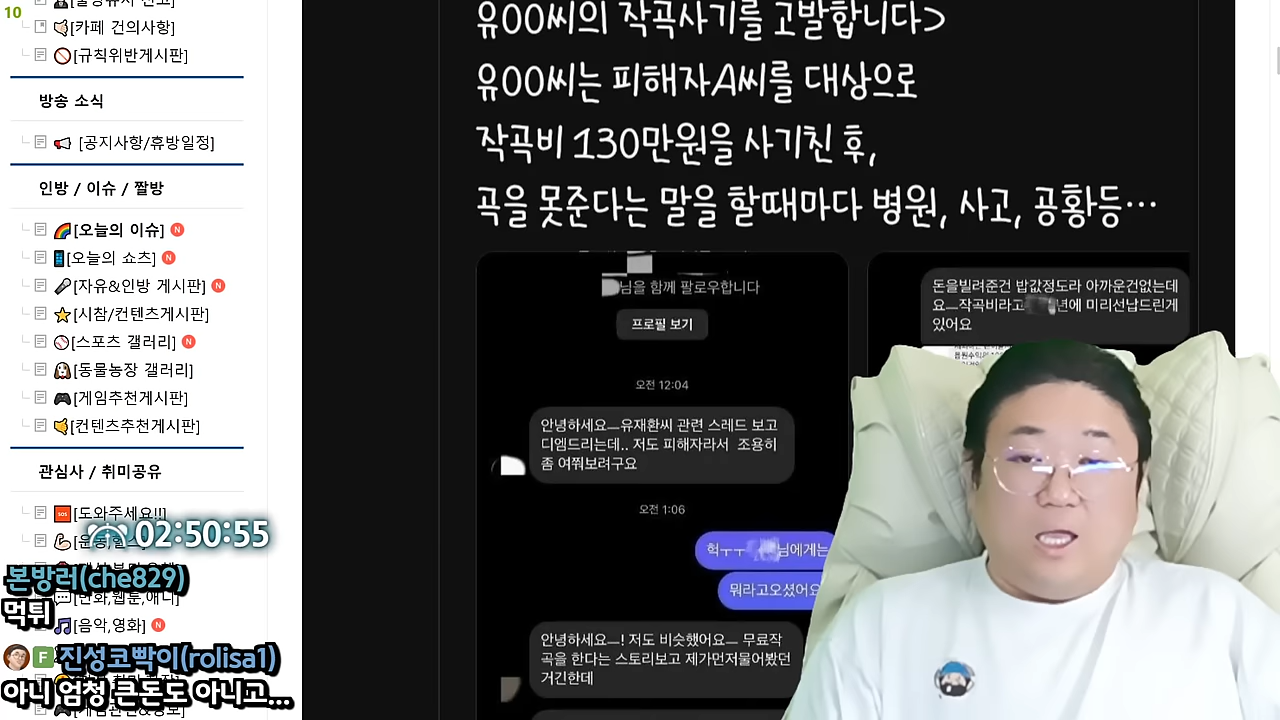 10
[카페 건의사항]
[규칙위반게시판]
방송 소식
[공지사항/휴방일정]
인방 / 이슈 / 짤방
[오늘의 이슈] N
[오늘의 쇼츠] N
[자유&인방 게시판] N
[시참/컨텐츠게시판]
[스포츠 갤러리] N
[동물농장 갤러리]
[게임추천게시판]
[컨텐츠추천게시판]
관심사 / 취미공유
[도와주세요!!]
02:50:55
본방러(che829)
먹튀
[음악,영화] N
F 진성코빡이(rolisa1)
아니 엄청 큰돈도 아니고...
유OO씨의 작곡사기를 고발합니다>
유OO씨는 피해자A씨를 대상으로
작곡비 130만원을 사기친 후,
곡을 못준다는 말을 할때마다 병원, 사고, 공황등…
님을 함께 팔로우합니다
프로필 보기
오전 12:04
안녕하세요ㅡ유재환씨 관련 스레드 보고
디엠드리는데.. 저도 피해자라서 조용히
좀 여쭤보려구요
오전 1:06
헉ㅜㅜ
님에게는
뭐라고오셨어요
안녕하세요ㅡ! 저도 비슷했어요ㅡ 무료작
곡을 한다는 스토리보고 제가먼저물어봤던
거긴한데
돈을빌려준건 밥값정도라 아까운건없는데
요ㅡ작곡비라고
년에 미리선납드린게
있어요